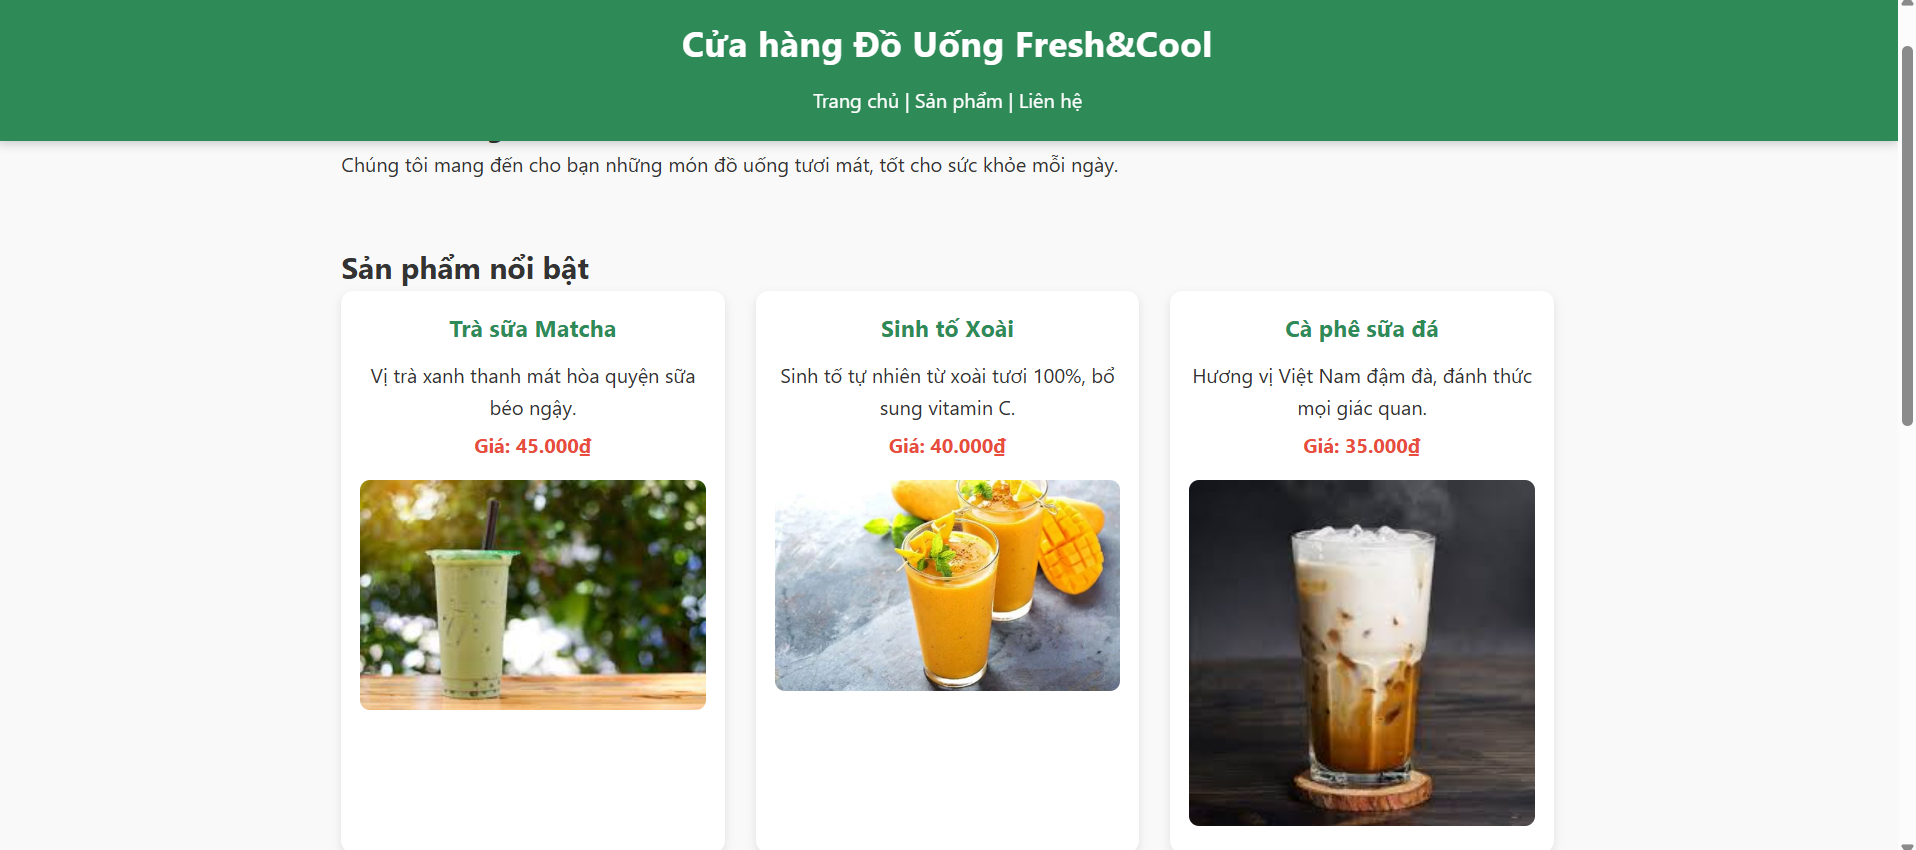 Cửa hàng Đồ Uống Fresh&Cool
Trang chủ | Sản phẩm | Liên hệ
Chúng tôi mang đến cho bạn những món đồ uống tươi mát, tốt cho sức khỏe mỗi ngày.
Sản phẩm nổi bật
Trà sữa Matcha
Vị trà xanh thanh mát hòa quyện sữa
béo ngậy.
Giá: 45.000₫
Sinh tố Xoài
Sinh tố tự nhiên từ xoài tươi 100%, bổ
sung vitamin C.
Giá: 40.000₫
Cà phê sữa đá
Hương vị Việt Nam đậm đà, đánh thức
mọi giác quan.
Giá: 35.000₫